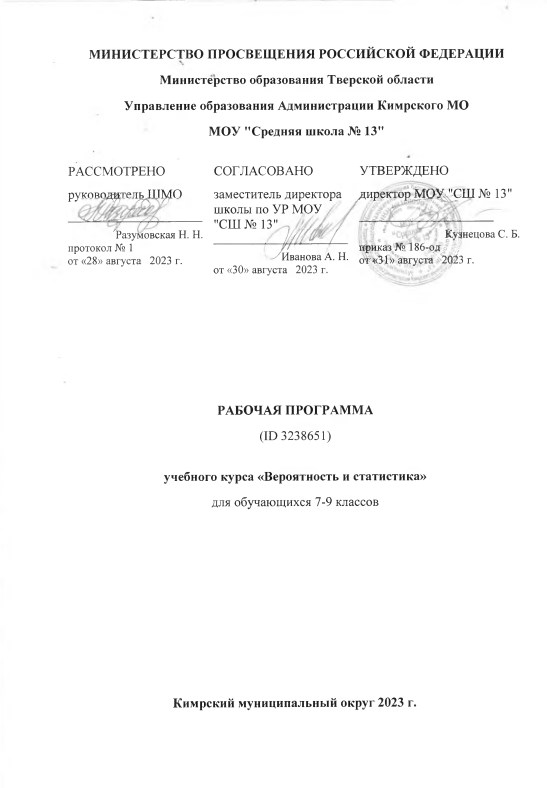 МИНИСТЕРСТВО ПРОСВЕЩЕНИЯ РОССИЙСКОЙ ФЕДЕРАЦИИ
Министерство образования Тверской области
Управление образования Администрации Кимрского МО
МОУ "Средняя школа № 13"
РАССМОТРЕНО
руководитель ШМО
Разумовская Н. Н.
протокол № 1
от «28» августа 2023 г.
СОГЛАСОВАНО
заместитель директора
школы по УР МОУ
"СШ № 13"
Иванова А. Н.
от «30» августа 2023 г.
УТВЕРЖДЕНО
директор МОУ "СШ № 13"
Кузнецова С. Б.
приказ № 186-од
от «31» августа 2023 г.
РАБОЧАЯ ПРОГРАММА
(ID 3238651)
учебного курса «Вероятность и статистика»
для обучающихся 7-9 классов
Кимрский муниципальный округ 2023 г.